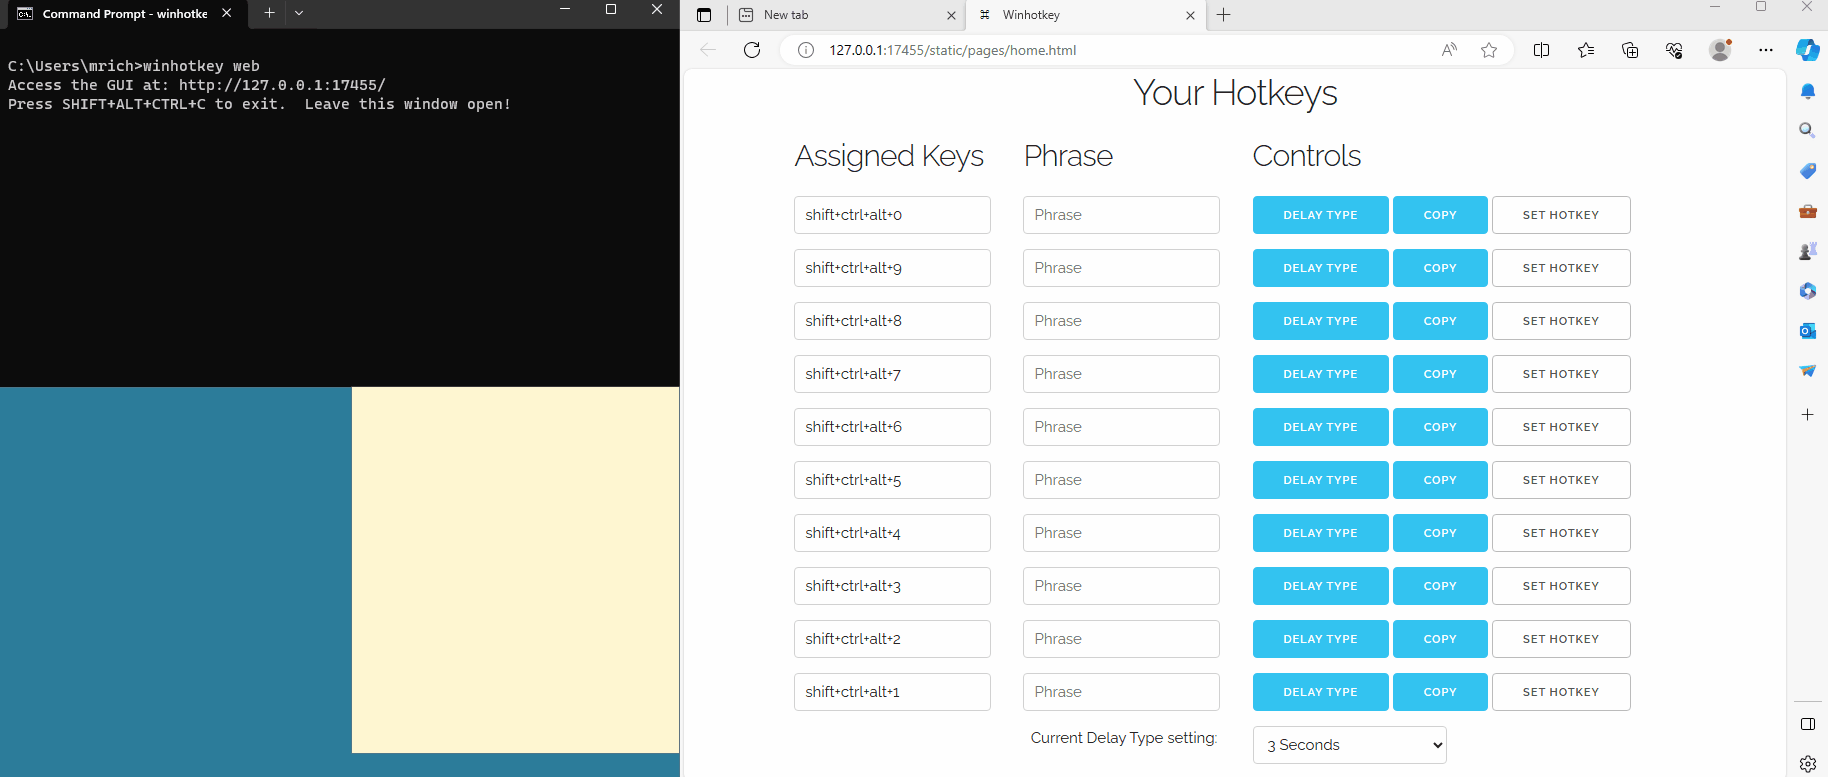 Command Prompt - winhotke
C:\Users\mrich>winhotkey web
Access the GUI at: http://127.0.0.1:17455/
Press SHIFT+ALT+CTRL+C to exit.  Leave this window open!
New tab
Winhotkey
127.0.0.1:17455/static/pages/home.html
Your Hotkeys
Assigned Keys Phrase Controls
shift+ctrl+alt+0 Phrase DELAY TYPE COPY SET HOTKEY
shift+ctrl+alt+9 Phrase DELAY TYPE COPY SET HOTKEY
shift+ctrl+alt+8 Phrase DELAY TYPE COPY SET HOTKEY
shift+ctrl+alt+7 Phrase DELAY TYPE COPY SET HOTKEY
shift+ctrl+alt+6 Phrase DELAY TYPE COPY SET HOTKEY
shift+ctrl+alt+5 Phrase DELAY TYPE COPY SET HOTKEY
shift+ctrl+alt+4 Phrase DELAY TYPE COPY SET HOTKEY
shift+ctrl+alt+3 Phrase DELAY TYPE COPY SET HOTKEY
shift+ctrl+alt+2 Phrase DELAY TYPE COPY SET HOTKEY
shift+ctrl+alt+1 Phrase DELAY TYPE COPY SET HOTKEY
Current Delay Type setting: 3 Seconds